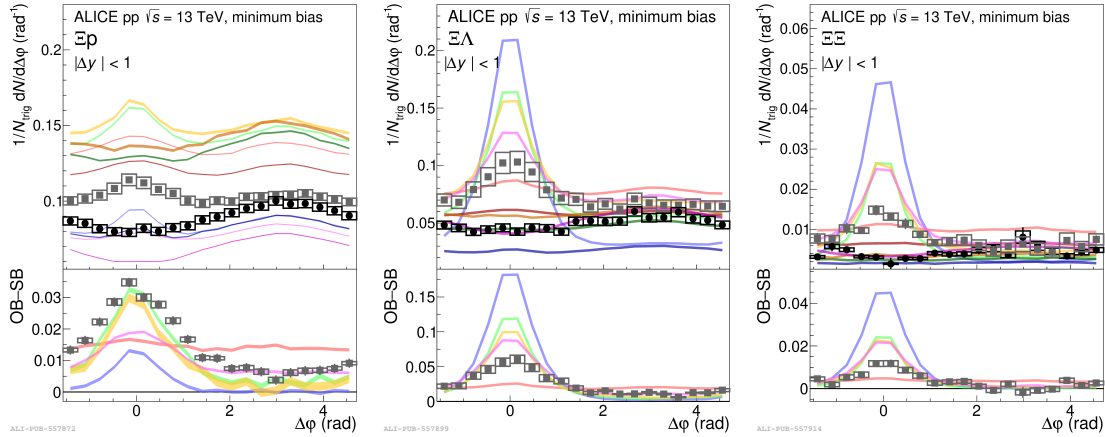 ALICE pp √s = 13 TeV, minimum bias
Ξp
|Δy| < 1
1/N_trig dN/dΔφ (rad⁻¹)
0.2
0.15
0.1
OB–SB
0.03
0.02
0.01
0
0 2 4
Δφ (rad)
ALI-PUB-557872
ALICE pp √s = 13 TeV, minimum bias
ΞΛ
|Δy| < 1
1/N_trig dN/dΔφ (rad⁻¹)
0.2
0.15
0.1
0.05
OB–SB
0.15
0.1
0.05
0
0 2 4
Δφ (rad)
ALI-PUB-557899
ALICE pp √s = 13 TeV, minimum bias
ΞΞ
|Δy| < 1
1/N_trig dN/dΔφ (rad⁻¹)
0.06
0.05
0.04
0.03
0.02
0.01
OB–SB
0.04
0.02
0
0 2 4
Δφ (rad)
ALI-PUB-557914